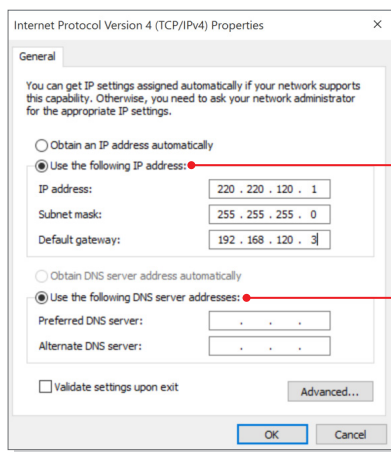 Internet Protocol Version 4 (TCP/IPv4) Properties
General
You can get IP settings assigned automatically if your network supports
this capability. Otherwise, you need to ask your network administrator
for the appropriate IP settings.
Obtain an IP address automatically
Use the following IP address:
IP address: 220 . 220 . 120 . 1
Subnet mask: 255 . 255 . 255 . 0
Default gateway: 192 . 168 . 120 . 3
Obtain DNS server address automatically
Use the following DNS server addresses:
Preferred DNS server: . . .
Alternate DNS server: . . .
Validate settings upon exit
Advanced...
OK Cancel